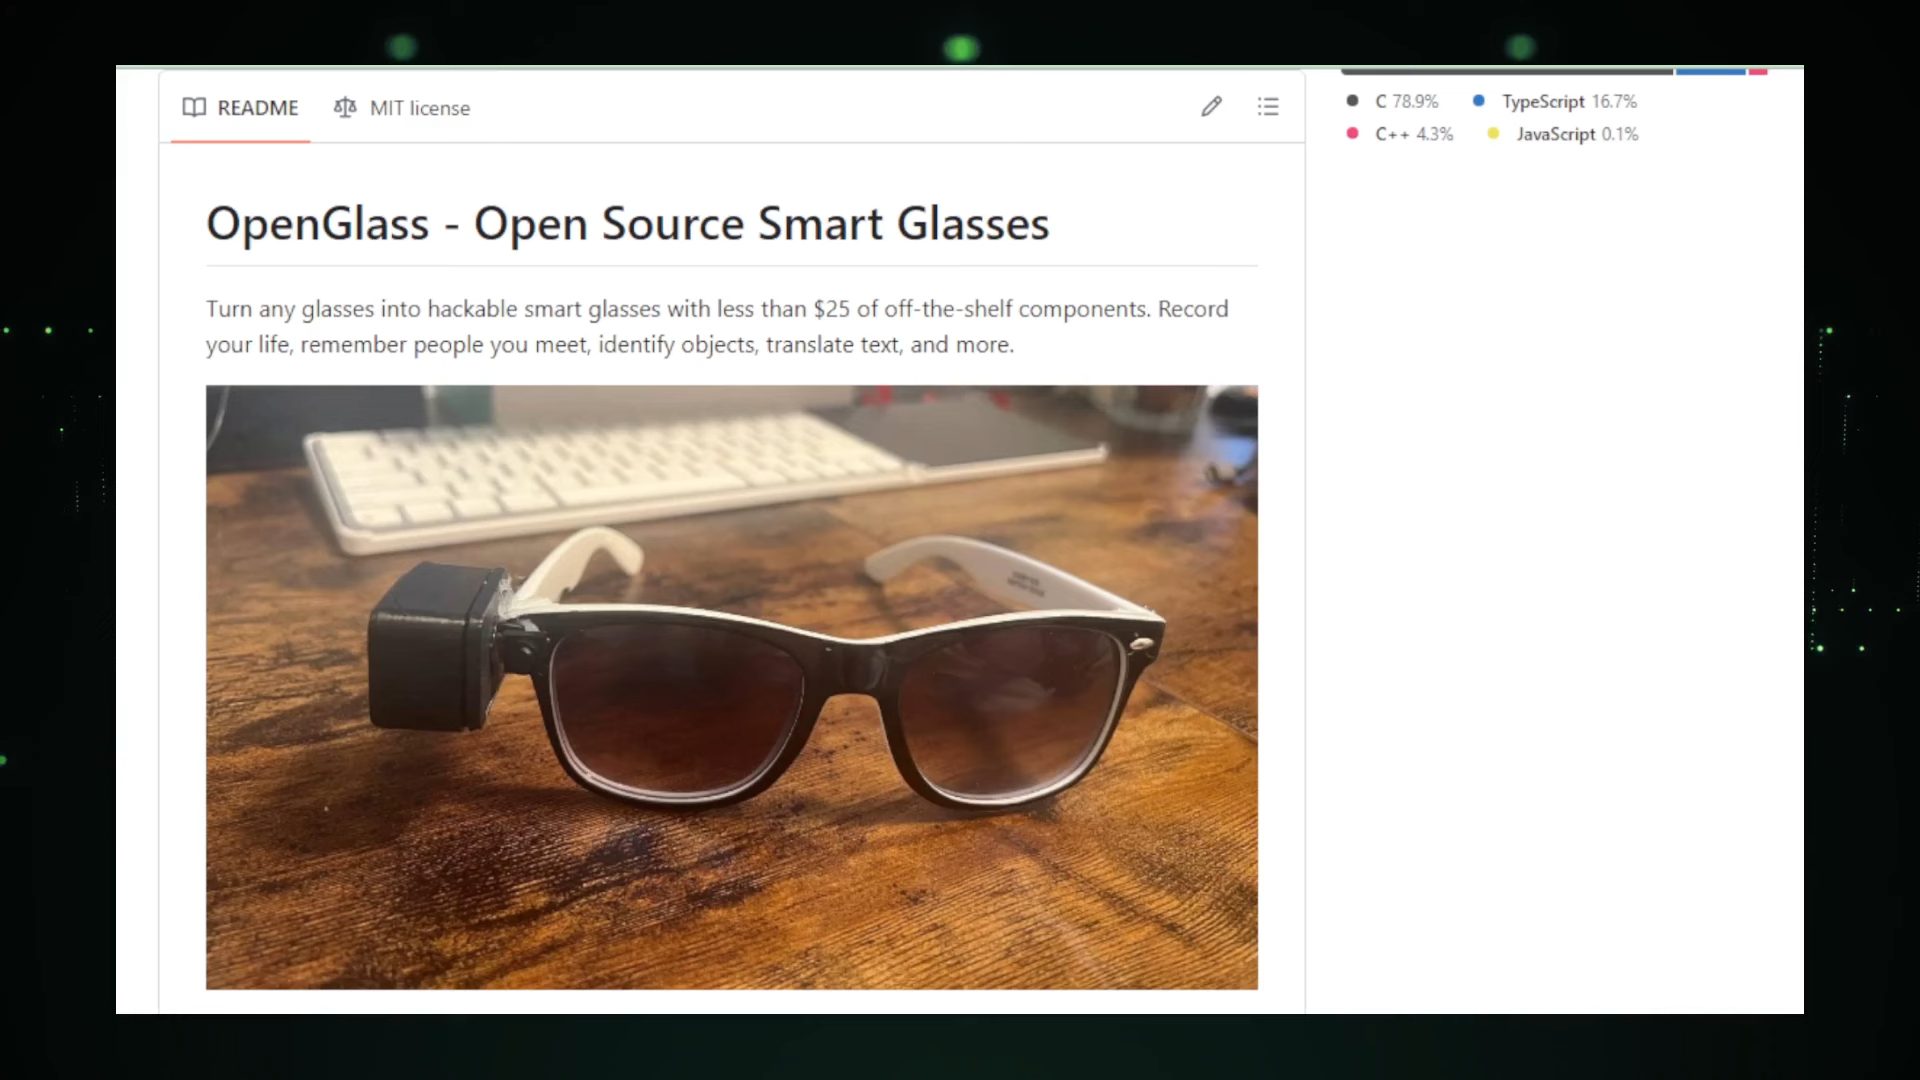 README
MIT license
C 78.9%
TypeScript 16.7%
C++ 4.3%
JavaScript 0.1%
OpenGlass - Open Source Smart Glasses
Turn any glasses into hackable smart glasses with less than $25 of off-the-shelf components. Record
your life, remember people you meet, identify objects, translate text, and more.